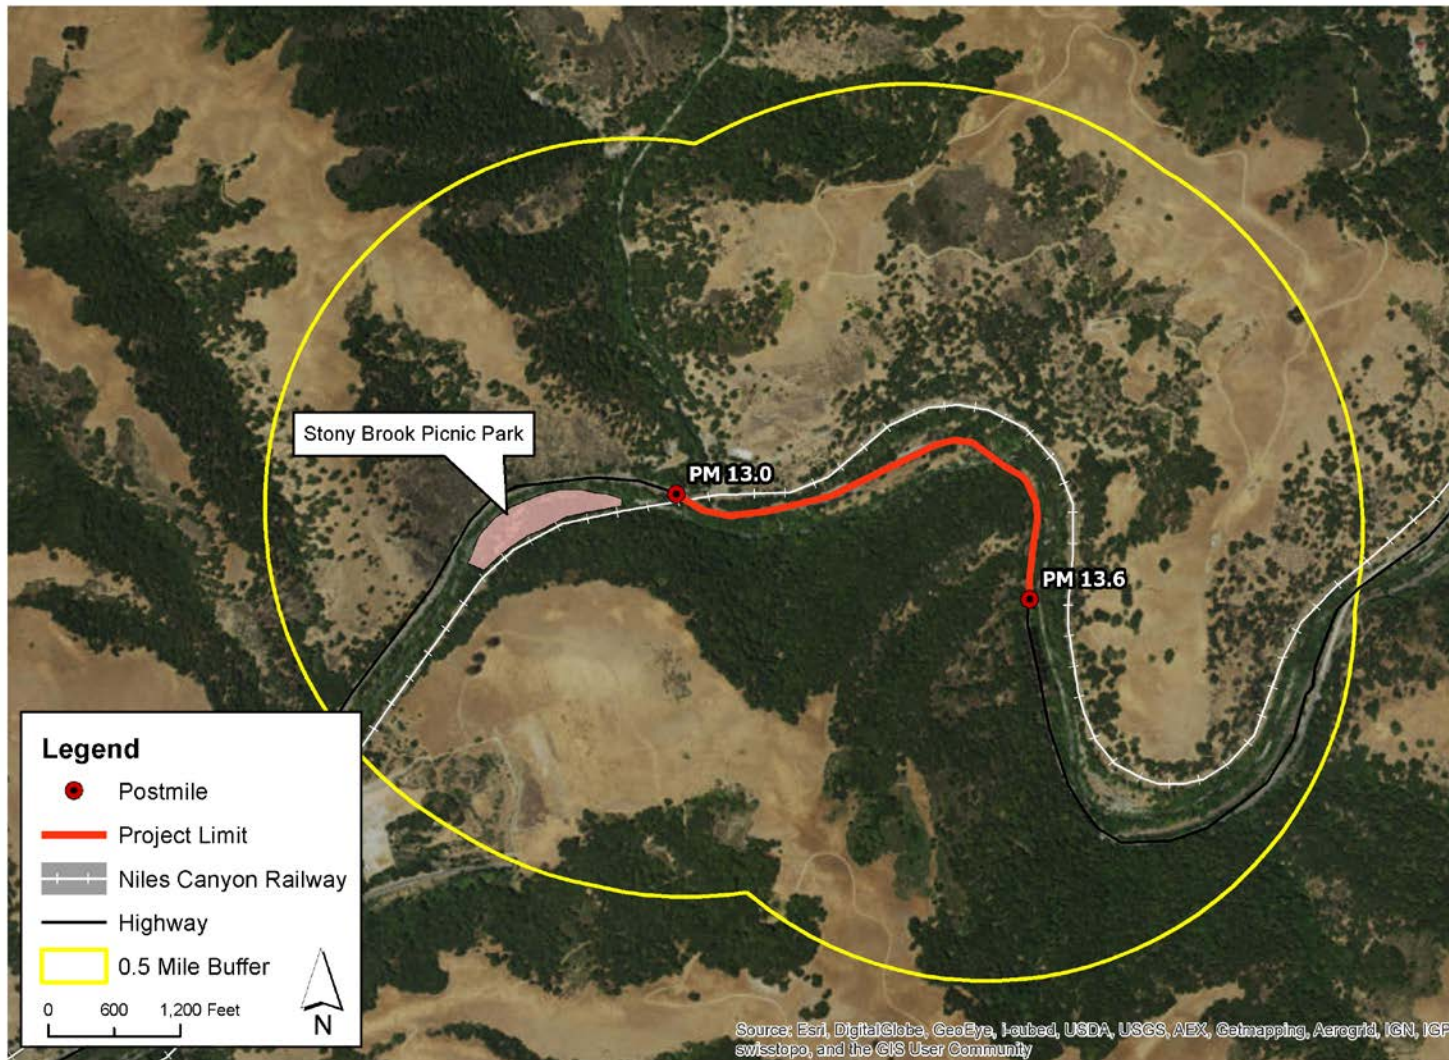 Stony Brook Picnic Park
PM 13.0
PM 13.6
Legend
Postmile
Project Limit
Niles Canyon Railway
Highway
0.5 Mile Buffer
0 600 1,200 Feet
N
Source: Esri, DigitalGlobe, GeoEye, i-cubed, USDA, USGS, AEX, Getmapping, Aerogrid, IGN, IGP,
swisstopo, and the GIS User Community